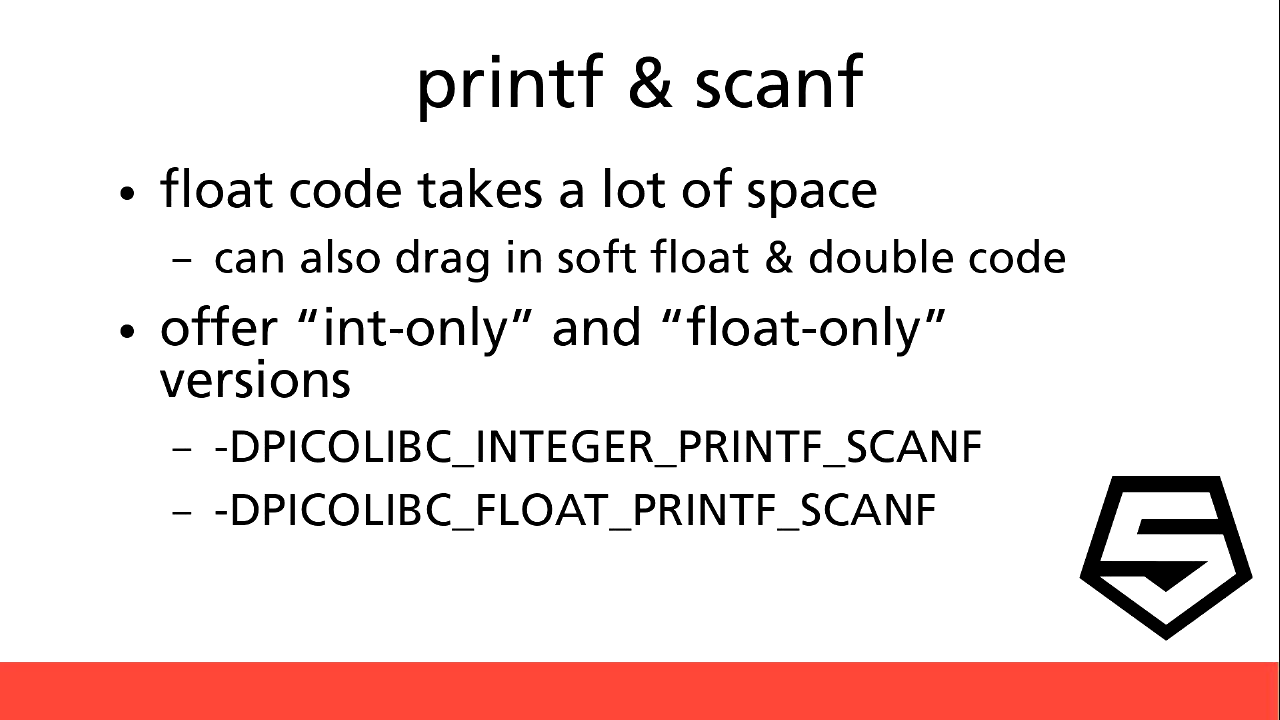 printf & scanf
• float code takes a lot of space
– can also drag in soft float & double code
• offer “int-only” and “float-only”
versions
– -DPICOLIBC_INTEGER_PRINTF_SCANF
– -DPICOLIBC_FLOAT_PRINTF_SCANF